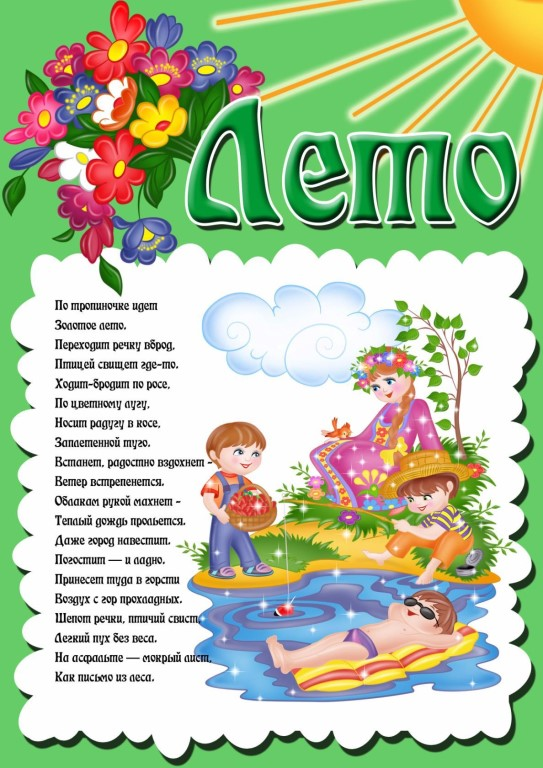 Лето
По тропиночке идет
Золотое лето.
Переходит речку вброд,
Птицей свищет где-то.
Ходит-бродит по росе,
По цветному лугу,
Носит радугу в косе,
Заплетенной туго.
Встанет, радостно вздохнет -
Ветер встрепенется.
Облакам рукой махнет -
Теплый дождь прольется.
Даже город навестит.
Погостит — и ладно.
Принесет туда в горсти
Воздух с гор прохладных.
Шепот речки, птичий свист,
Легкий пух без веса.
На асфальте — мокрый лист,
Как письмо из леса.